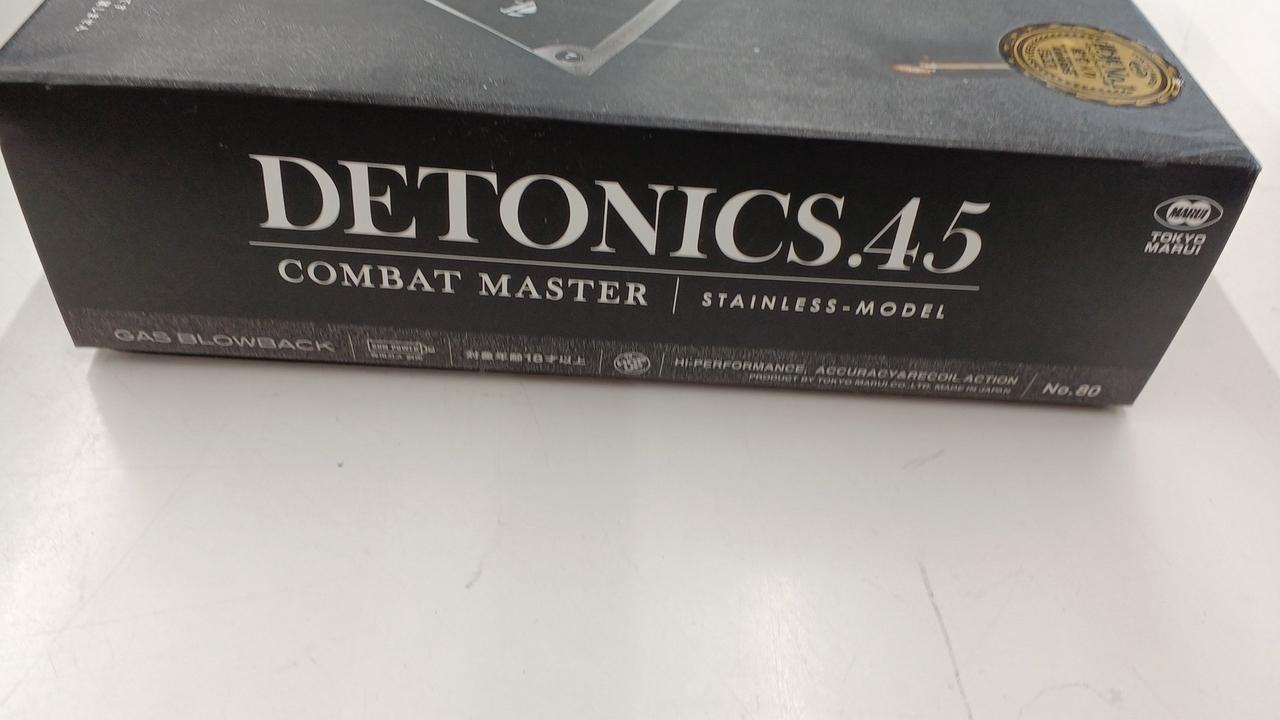 DETONICS.45
COMBAT MASTER | STAINLESS-MODEL
MARUI
TOKYO
MARUI
GAS BLOWBACK
対象年齢18才以上
HI-PERFORMANCE, ACCURACY&RECOIL ACTION
PRODUCT BY TOKYO MARUI CO.,LTD. MADE IN JAPAN
No.80